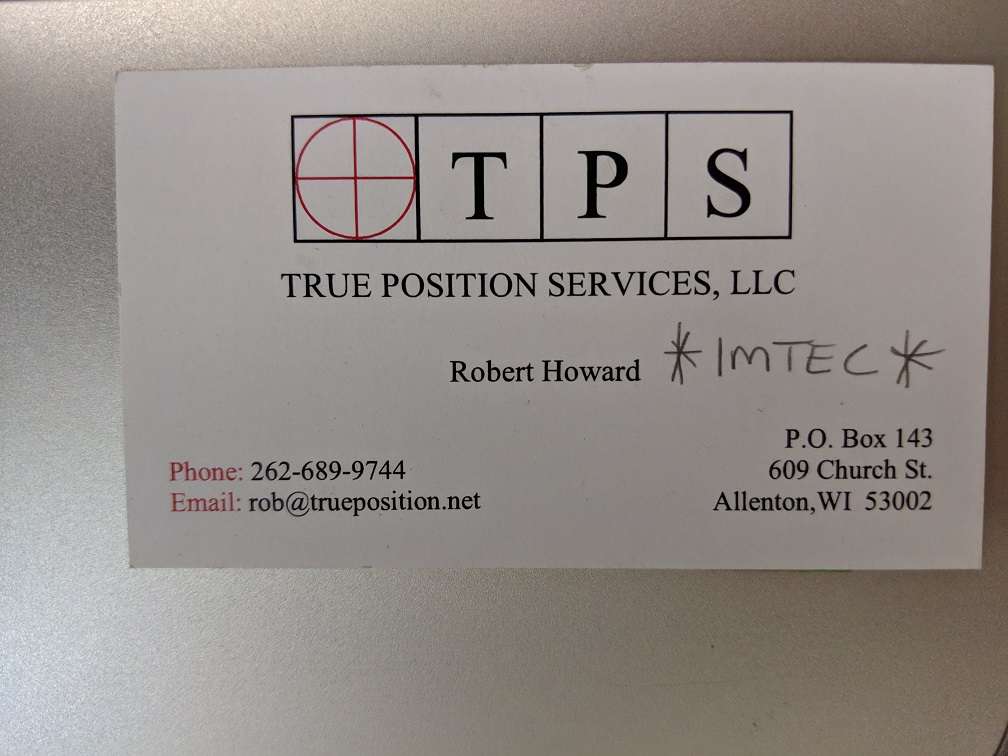 T P S
TRUE POSITION SERVICES, LLC
Robert Howard *IMTEC*
P.O. Box 143
Phone: 262-689-9744 609 Church St.
Email: rob@trueposition.net Allenton,WI 53002